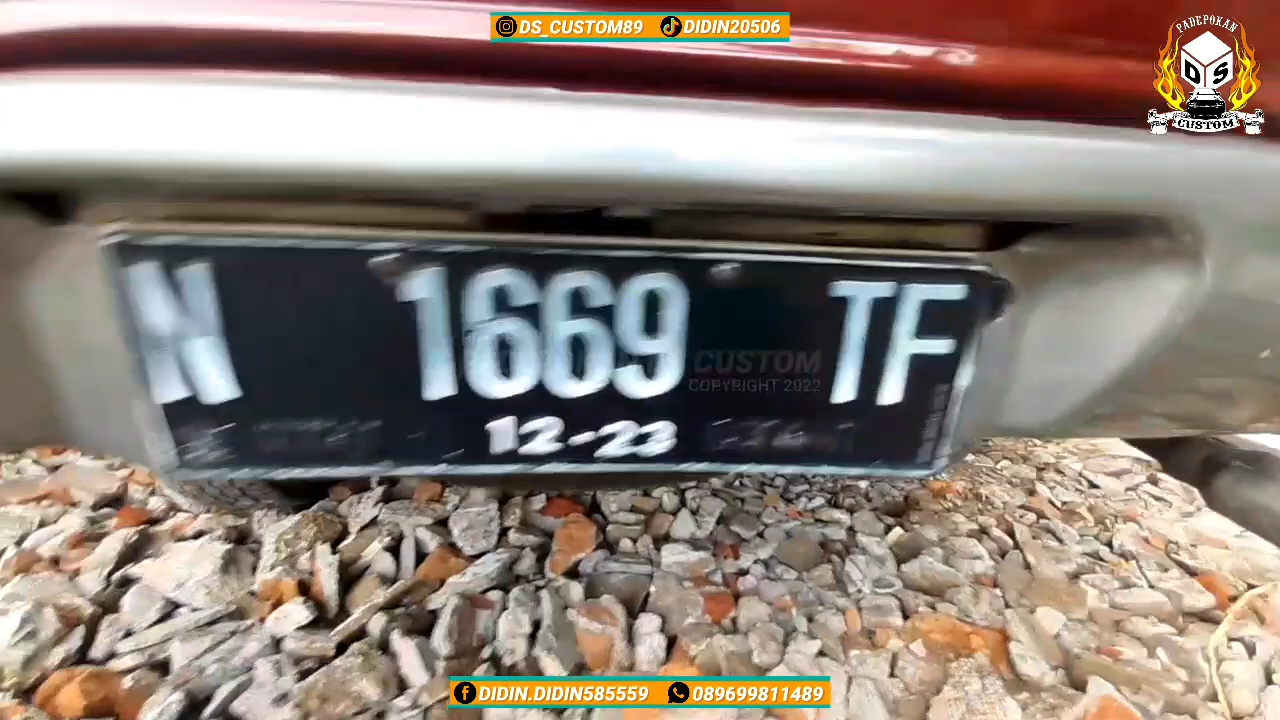 DS_CUSTOM89 DIDIN20506
PADEPOKAN
DS
CUSTOM
N 1669 TF
CUSTOM
COPYRIGHT 2022
12-23
DIDIN.DIDIN585559 089699811489